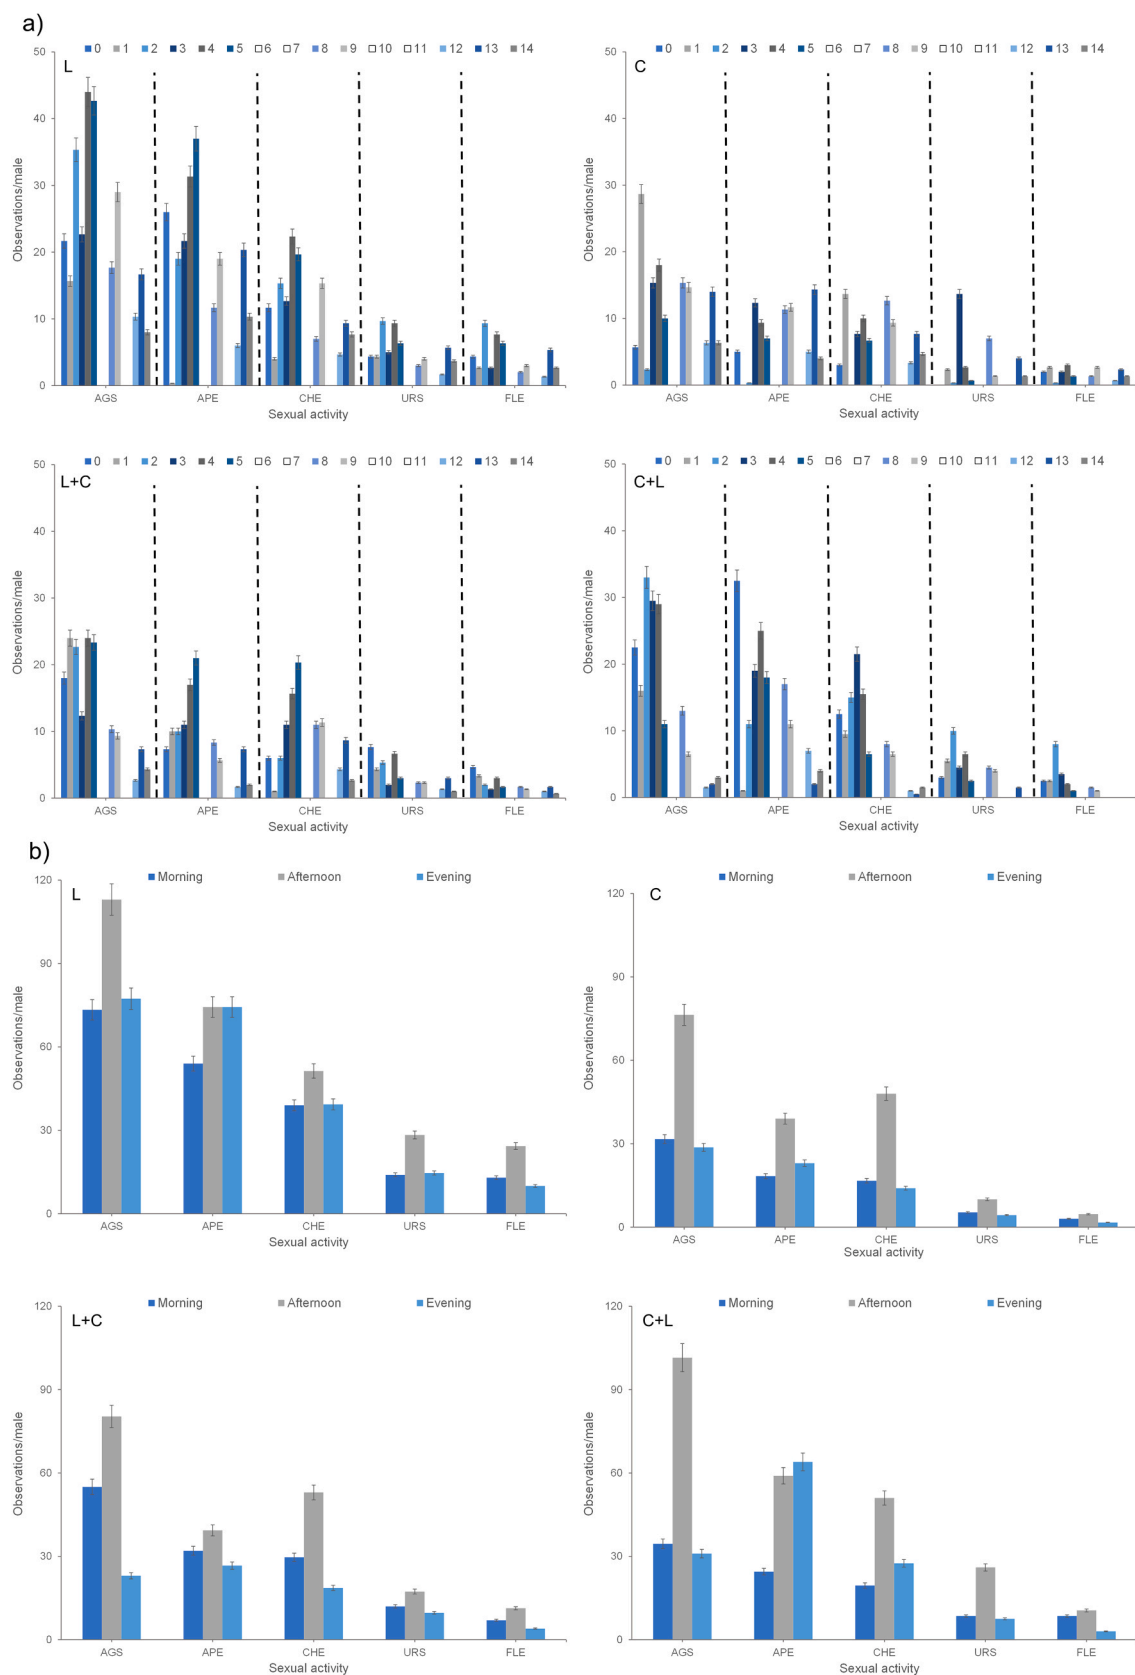 a)
0 1 2 3 4 5 6 7 8 9 10 11 12 13 14
L
50
40
30
20
10
0
Observations/male
AGS APE CHE URS FLE
Sexual activity
0 1 2 3 4 5 6 7 8 9 10 11 12 13 14
C
50
40
30
20
10
0
Observations/male
AGS APE CHE URS FLE
Sexual activity
0 1 2 3 4 5 6 7 8 9 10 11 12 13 14
L+C
50
40
30
20
10
0
Observations/male
AGS APE CHE URS FLE
Sexual activity
0 1 2 3 4 5 6 7 8 9 10 11 12 13 14
C+L
50
40
30
20
10
0
Observations/male
AGS APE CHE URS FLE
Sexual activity
b)
Morning Afternoon Evening
L
120
90
60
30
0
Observations/male
AGS APE CHE URS FLE
Sexual activity
Morning Afternoon Evening
C
120
90
60
30
0
Observations/male
AGS APE CHE URS FLE
Sexual activity
Morning Afternoon Evening
L+C
120
90
60
30
0
Observations/male
AGS APE CHE URS FLE
Sexual activity
Morning Afternoon Evening
C+L
120
90
60
30
0
Observations/male
AGS APE CHE URS FLE
Sexual activity